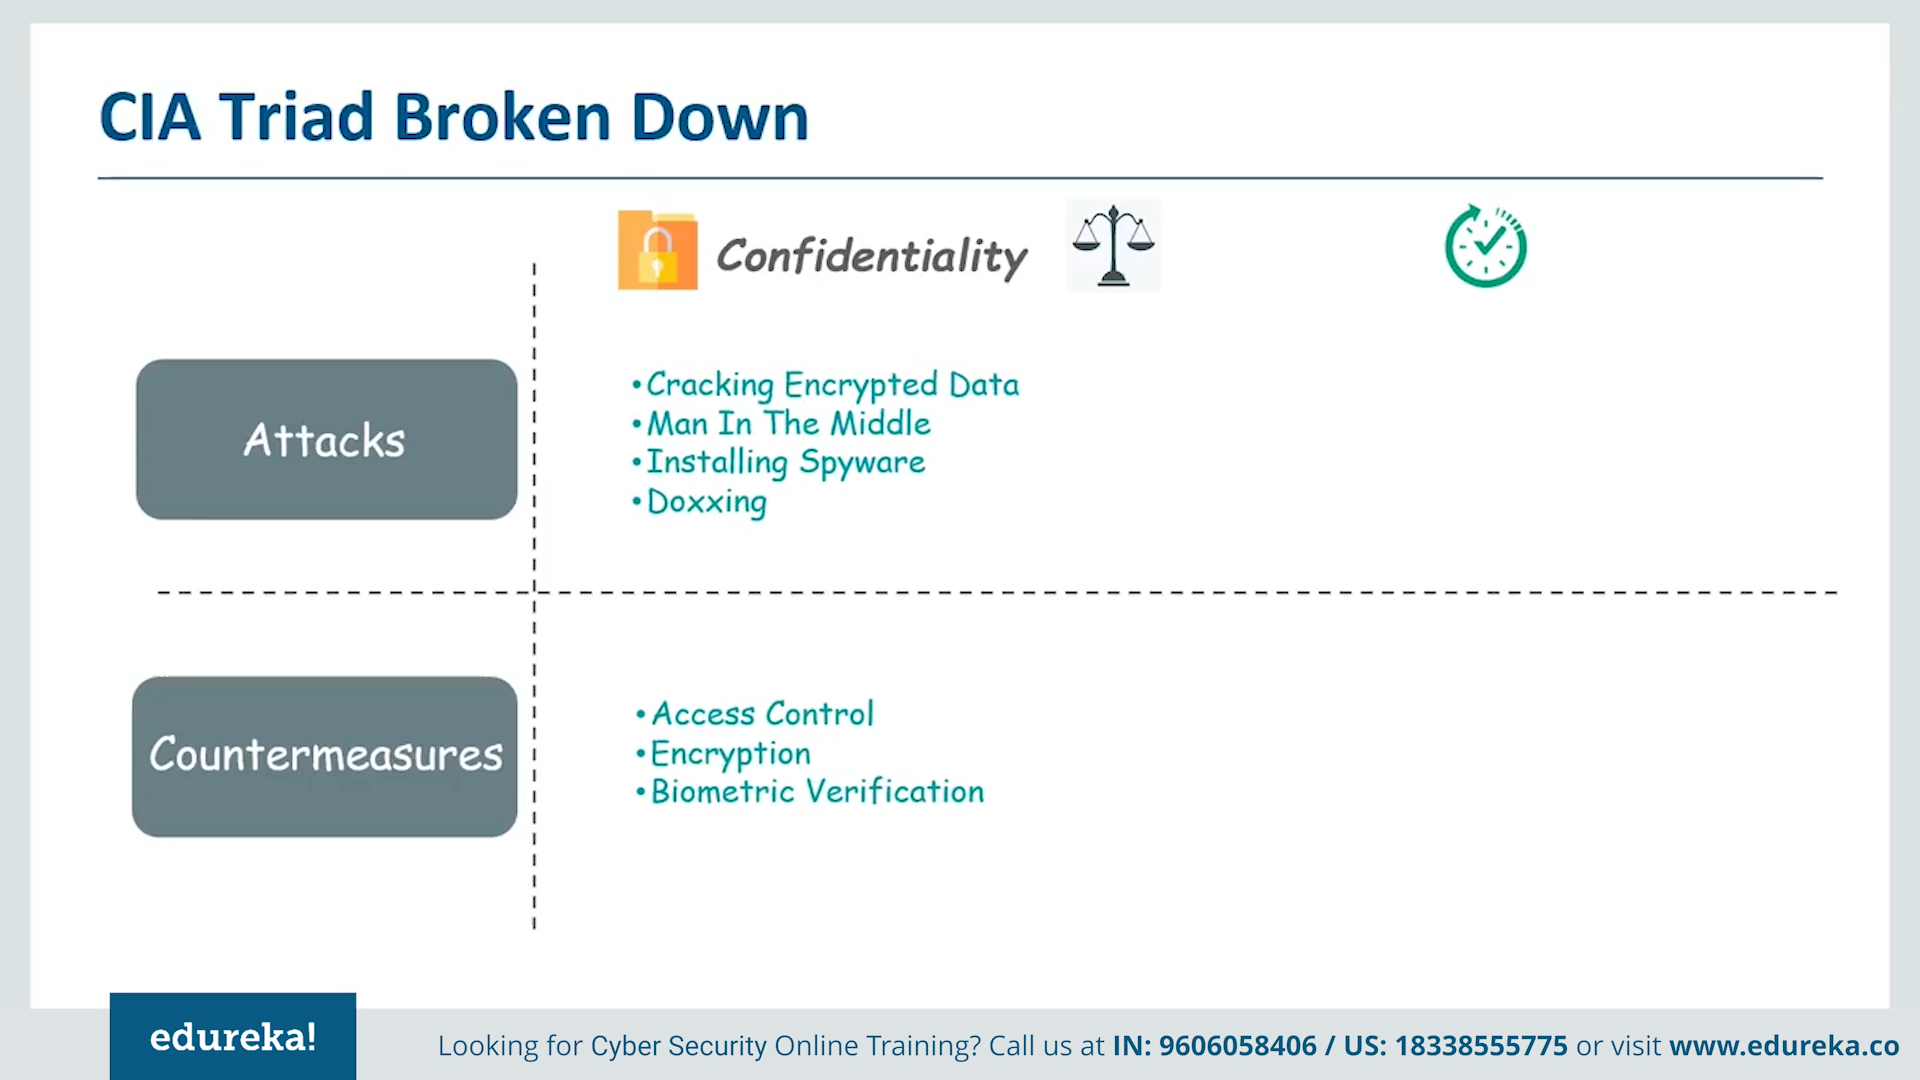 CIA Triad Broken Down
Confidentiality
Attacks
•Cracking Encrypted Data
•Man In The Middle
•Installing Spyware
•Doxxing
Countermeasures
•Access Control
•Encryption
•Biometric Verification
edureka!
Looking for Cyber Security Online Training? Call us at IN: 9606058406 / US: 18338555775 or visit www.edureka.co